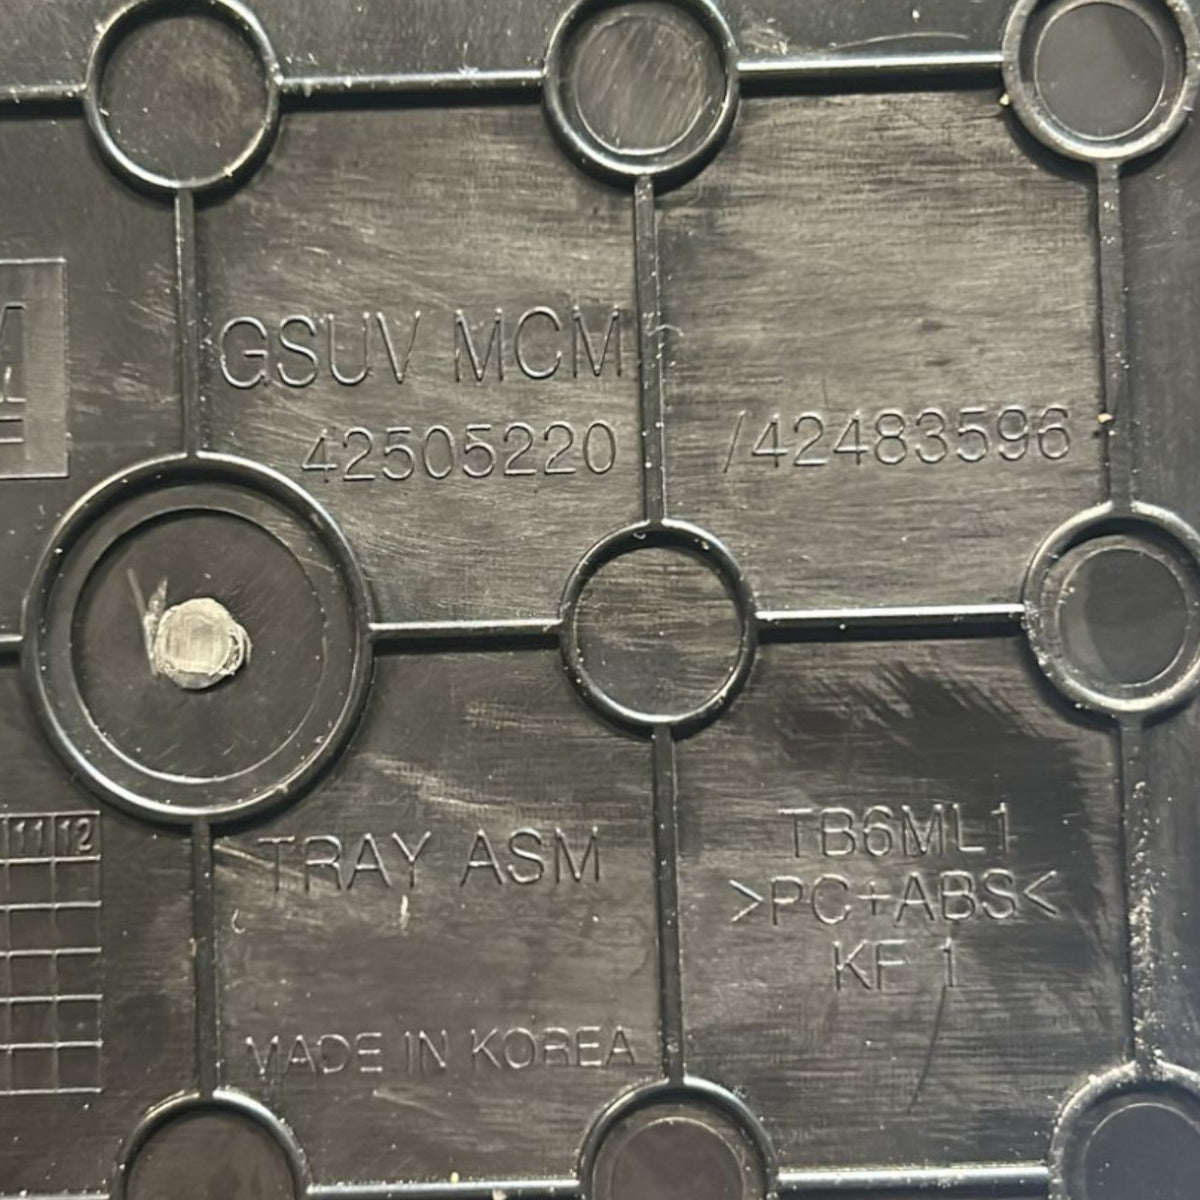 GSUV MCM
42505220 /42483596
11 12
TRAY ASM
TB6ML1
>PC+ABS<
KF 1
MADE IN KOREA